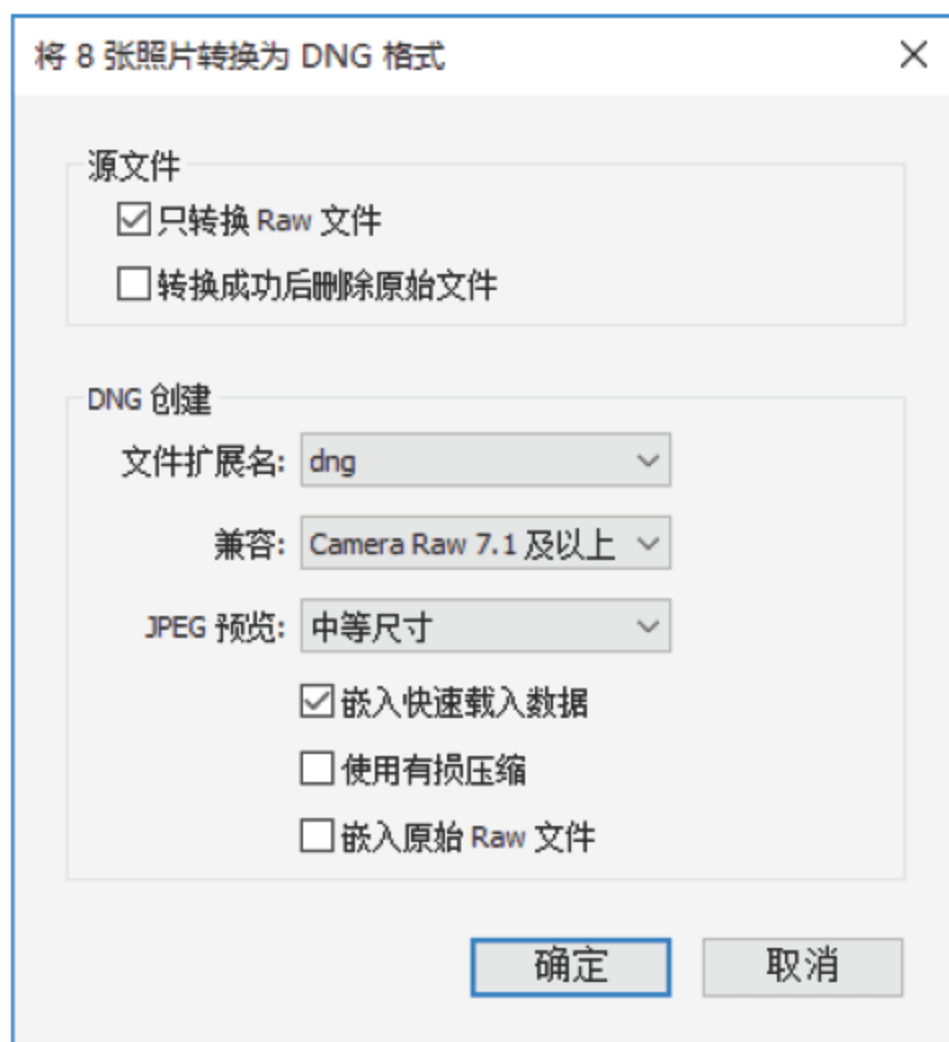 将 8 张照片转换为 DNG 格式
源文件
只转换 Raw 文件
转换成功后删除原始文件
DNG 创建
文件扩展名: dng
兼容: Camera Raw 7.1 及以上
JPEG 预览: 中等尺寸
嵌入快速载入数据
使用有损压缩
嵌入原始 Raw 文件
确定 取消